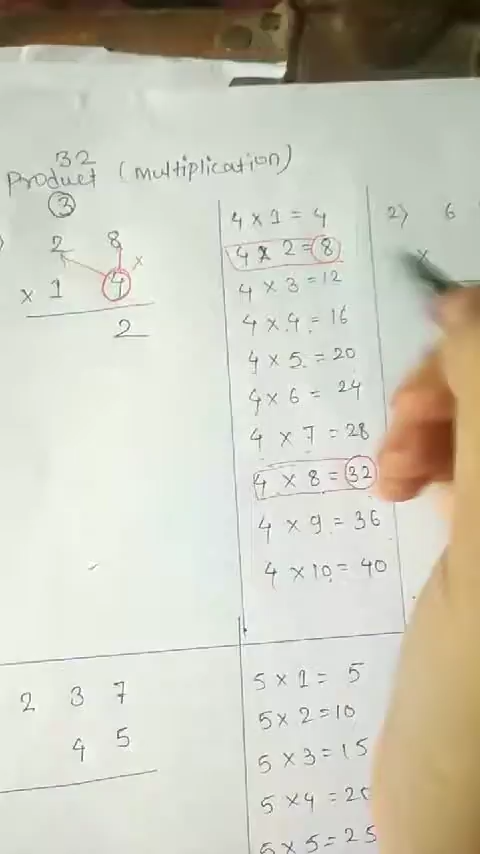 32
Product (multiplication)
3
2 8
x 1 4 x
2
4 x 1 = 4
4 x 2 = 8
4 x 3 = 12
4 x 4 = 16
4 x 5 = 20
4 x 6 = 24
4 x 7 = 28
4 x 8 = 32
4 x 9 = 36
4 x 10 = 40
2) 6
x
2 3 7
4 5
5 x 1 = 5
5 x 2 = 10
5 x 3 = 15
5 x 4 = 20
5 x 5 = 25